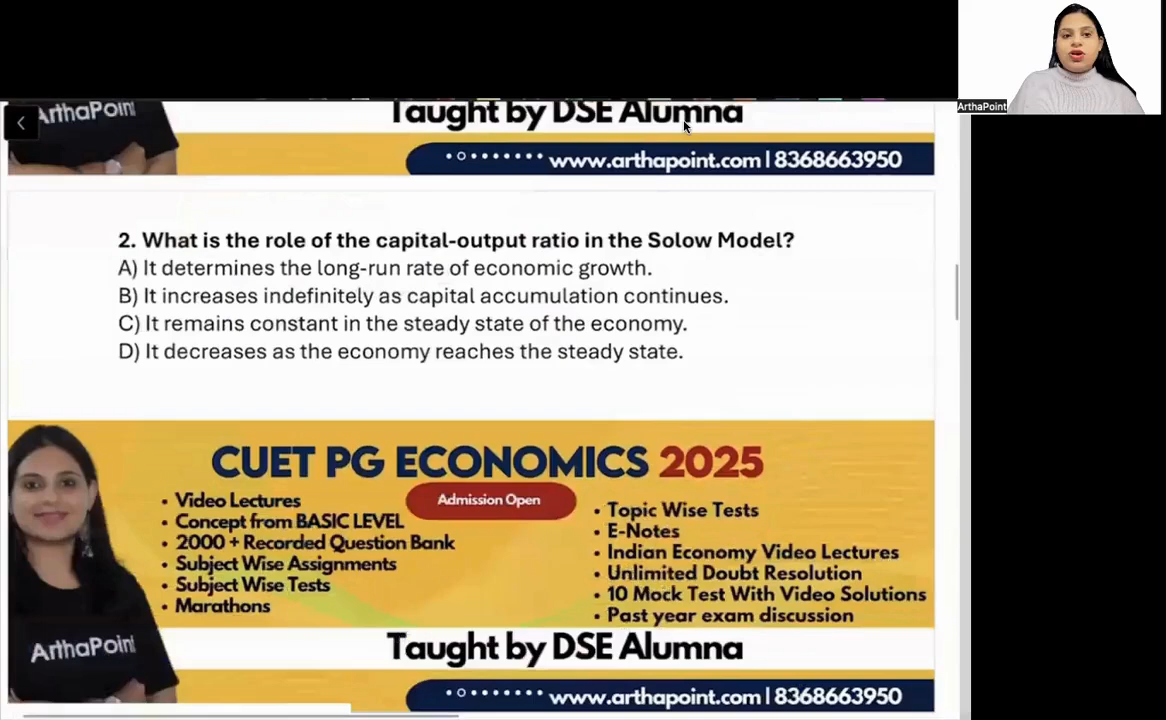 ArthaPoint
ArthaPoint
Taught by DSE Alumna
www.arthapoint.com | 8368663950
2. What is the role of the capital-output ratio in the Solow Model?
A) It determines the long-run rate of economic growth.
B) It increases indefinitely as capital accumulation continues.
C) It remains constant in the steady state of the economy.
D) It decreases as the economy reaches the steady state.
CUET PG ECONOMICS 2025
Admission Open
• Video Lectures
• Concept from BASIC LEVEL
• 2000 + Recorded Question Bank
• Subject Wise Assignments
• Subject Wise Tests
• Marathons
• Topic Wise Tests
• E-Notes
• Indian Economy Video Lectures
• Unlimited Doubt Resolution
• 10 Mock Test With Video Solutions
• Past year exam discussion
ArthaPoint
Taught by DSE Alumna
www.arthapoint.com | 8368663950